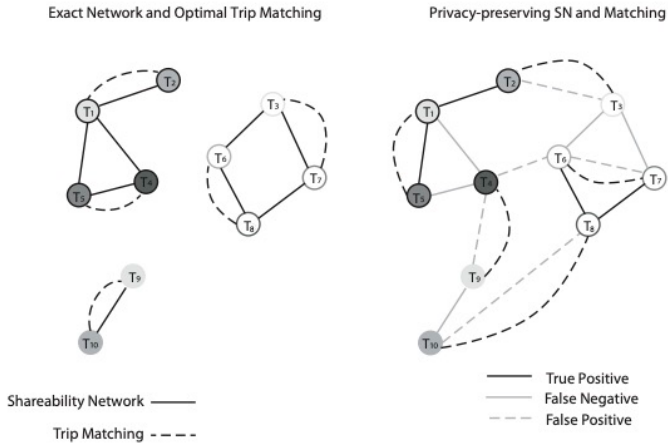 Exact Network and Optimal Trip Matching
T₂
T₁
T₃
T₆
T₇
T₅
T₄
T₈
T₉
T₁₀
Shareability Network
Trip Matching
Privacy-preserving SN and Matching
T₂
T₁
T₃
T₆
T₇
T₅
T₄
T₈
T₉
T₁₀
True Positive
False Negative
False Positive